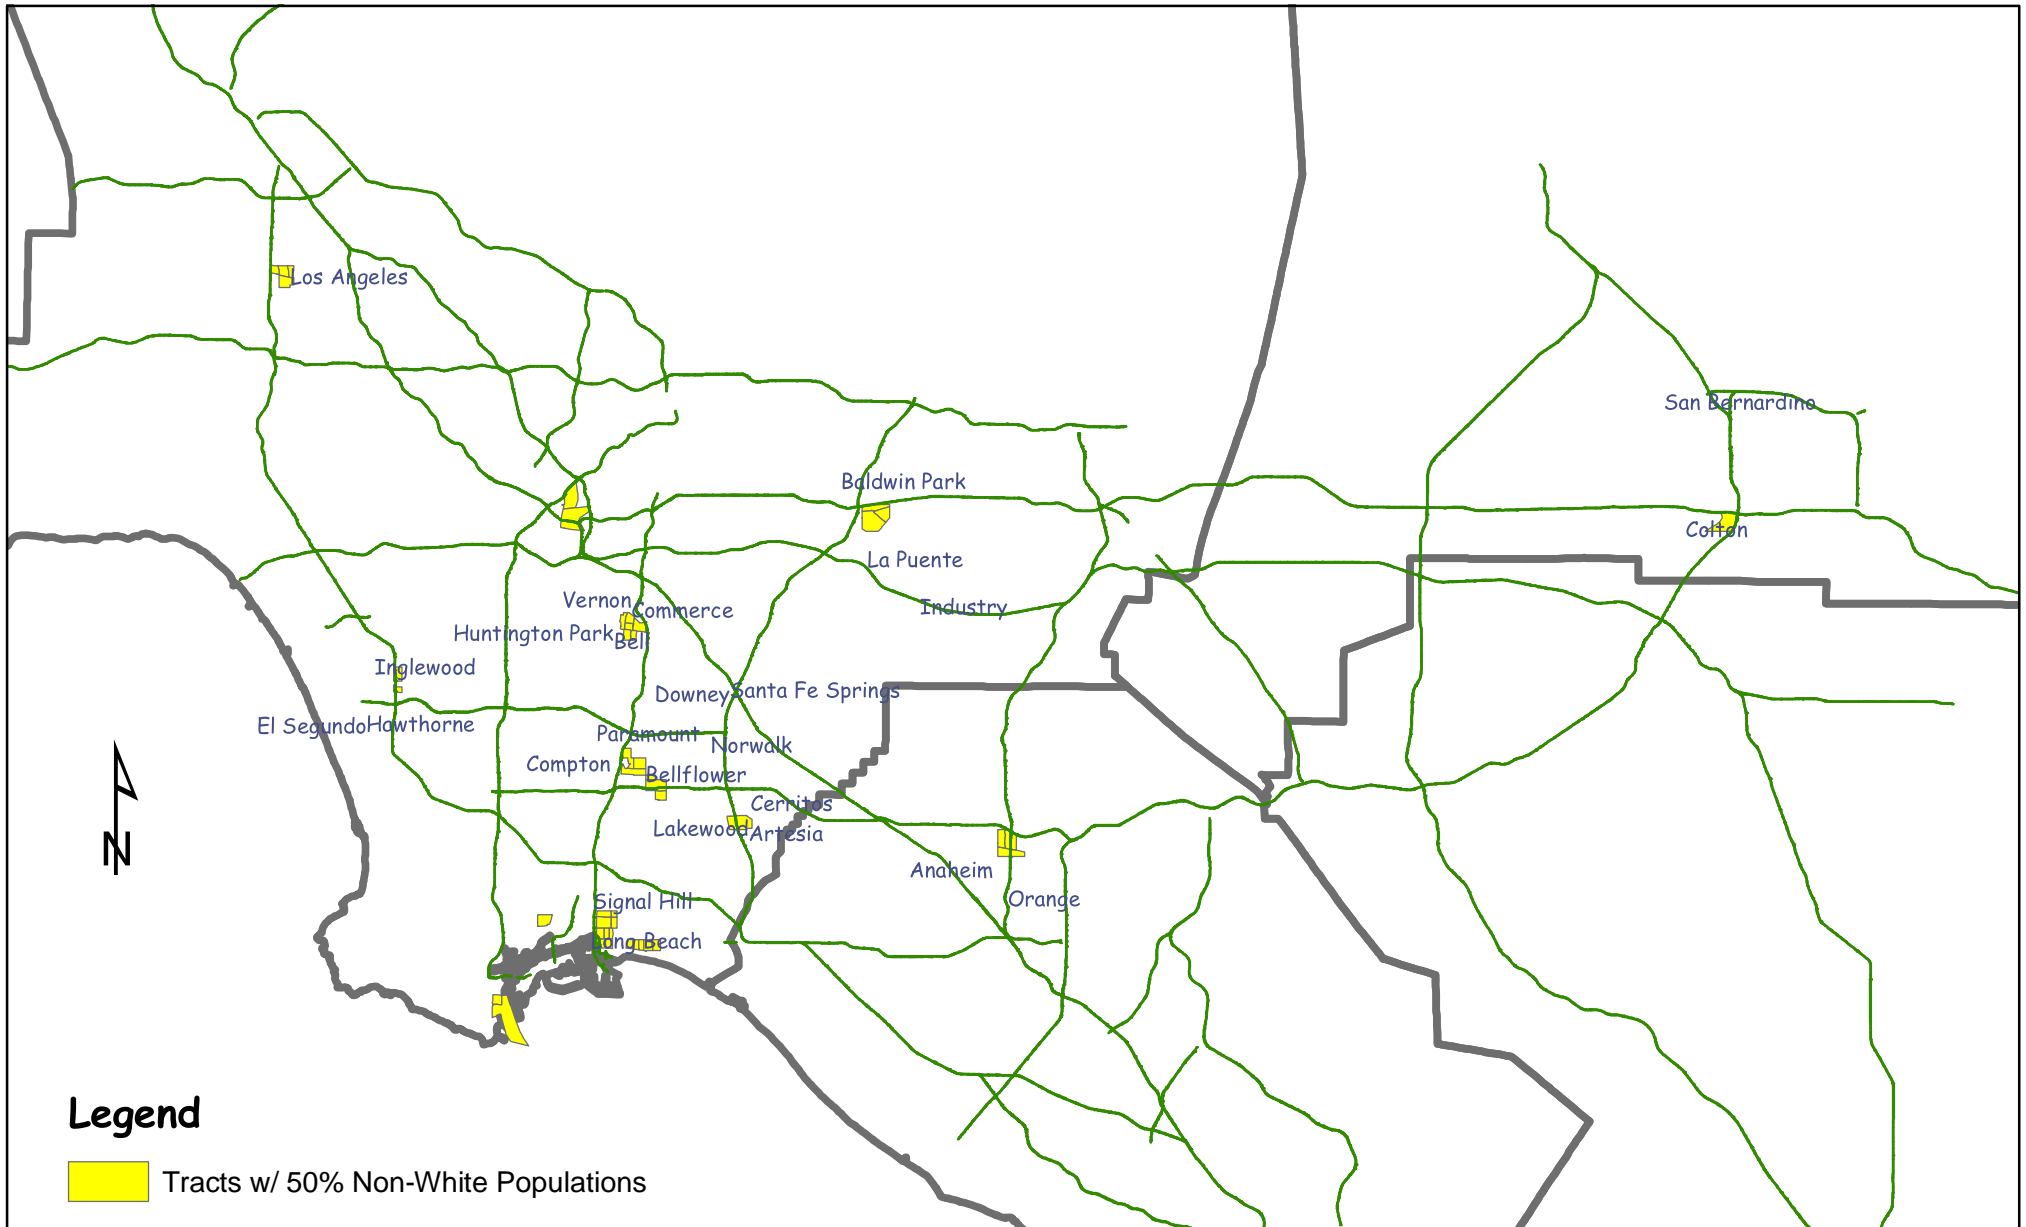 Los Angeles
San Bernardino
Baldwin Park
Colton
La Puente
Vernon
Commerce
Industry
Huntington Park
Bell
Inglewood
Downey
Santa Fe Springs
El Segundo
Hawthorne
Paramount
Norwalk
Compton
Bellflower
Cerritos
Lakewood
Artesia
Anaheim
Orange
Signal Hill
Long Beach
N
Legend
Tracts w/ 50% Non-White Populations